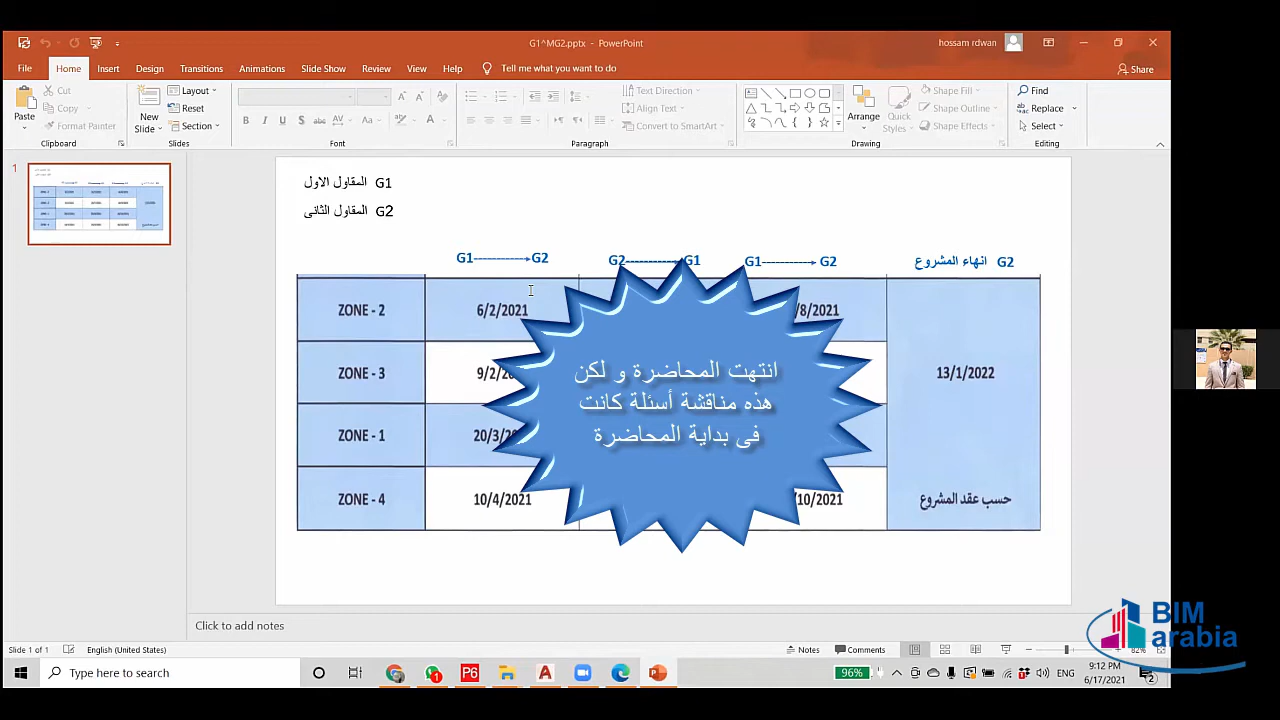 G1^MG2.pptx - PowerPoint
hossam rdwan
File Home Insert Design Transitions Animations Slide Show Review View Help Tell me what you want to do Share
Paste
Cut
Copy
Format Painter
Clipboard
New Slide
Layout
Reset
Section
Slides
Font
Text Direction
Align Text
Convert to SmartArt
Paragraph
Arrange
Quick Styles
Shape Fill
Shape Outline
Shape Effects
Drawing
Find
Replace
Select
Editing
1
المقاول الاول G1
المقاول الثانى G2
G1----------→G2 G2----------→G1 G1----------→ G2 انهاء المشروع G2
ZONE - 2 6/2/2021 /8/2021
ZONE - 3 9/2/20 13/1/2022
ZONE - 1 20/3/
ZONE - 4 10/4/2021 /10/2021 حسب عقد المشروع
انتهت المحاضرة و لكن
هذه مناقشة أسئلة كانت
فى بداية المحاضرة
Click to add notes
BIM
arabia
Slide 1 of 1 English (United States) Notes Comments 82%
Type here to search 1 P6 A 96% ENG 9:12 PM
6/17/2021 2